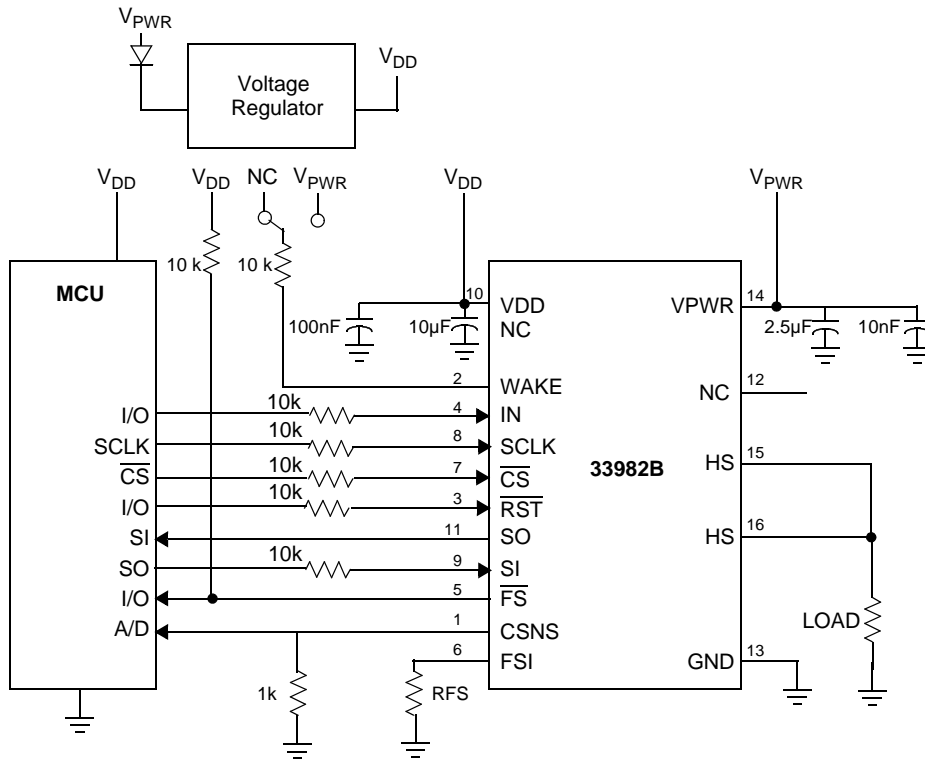 VPWR
Voltage
Regulator
VDD
VDD
VDD
NC
VPWR
VDD
VPWR
10 k
10 k
MCU
10
VDD
NC
100nF
10µF
VPWR
14
2.5µF
10nF
2
WAKE
NC
12
I/O
10k
4
IN
SCLK
10k
8
SCLK
33982B
HS
15
CS
10k
7
CS
I/O
10k
3
RST
SI
11
SO
HS
16
SO
10k
9
SI
I/O
5
FS
LOAD
A/D
1
CSNS
6
FSI
GND
13
1k
RFS